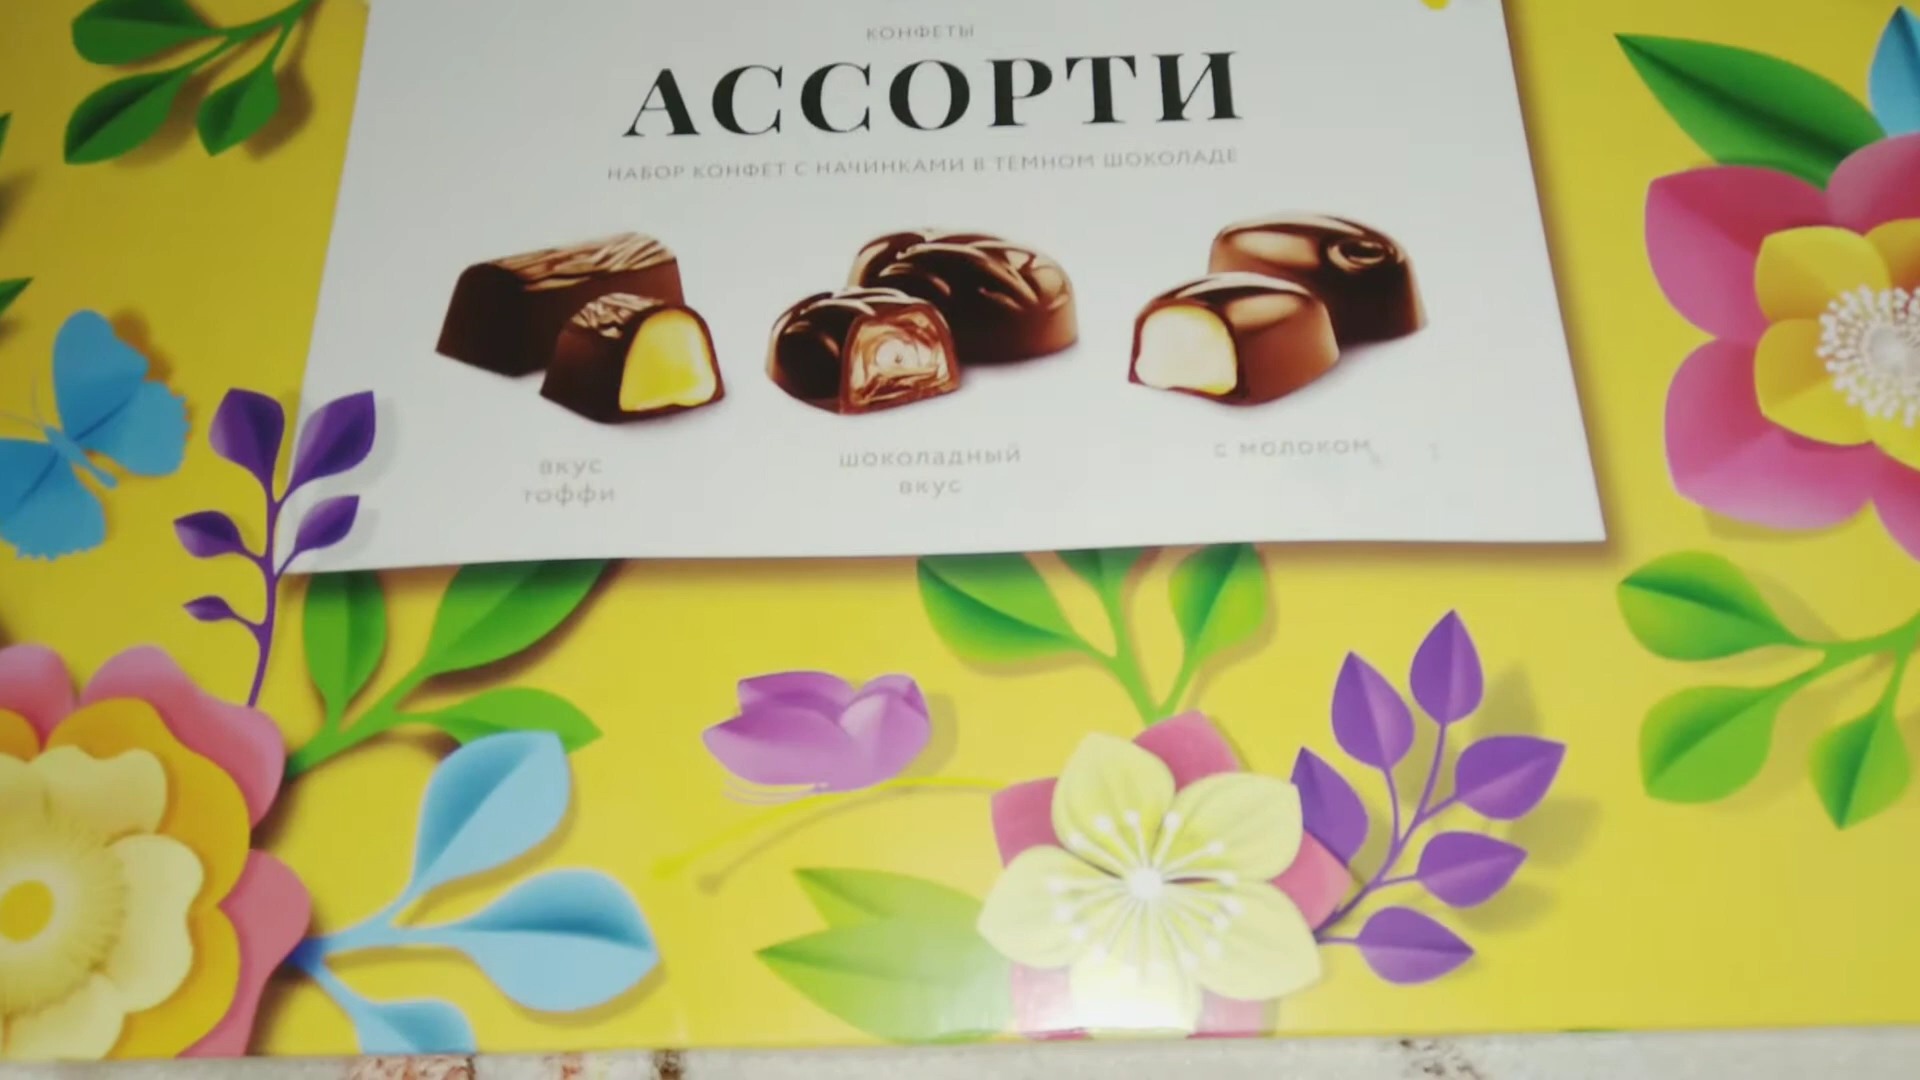 КОНФЕТЫ
АССОРТИ
НАБОР КОНФЕТ С НАЧИНКАМИ В ТЕМНОМ ШОКОЛАДЕ
вкус
тоффи
шоколадный
вкус
с молоком